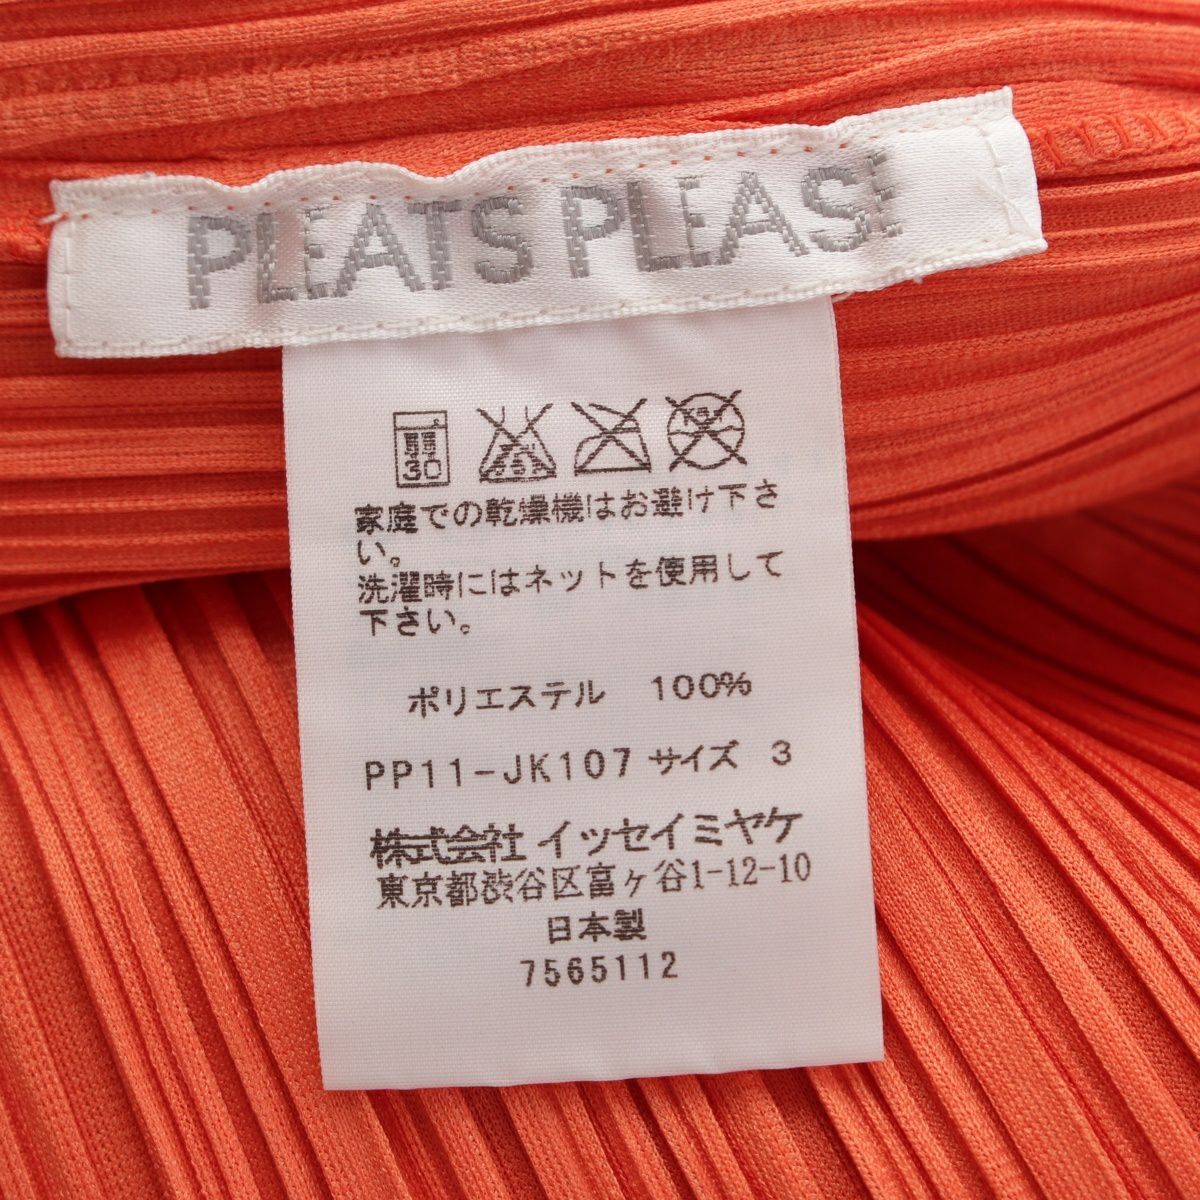 PLEATS PLEASE
弱
30
家庭での乾燥機はお避け下さ
い。
洗濯時にはネットを使用して
下さい。
ポリエステル 100%
PP11-JK107 サイズ 3
株式会社 イッセイミヤケ
東京都渋谷区富ヶ谷1-12-10
日本製
7565112